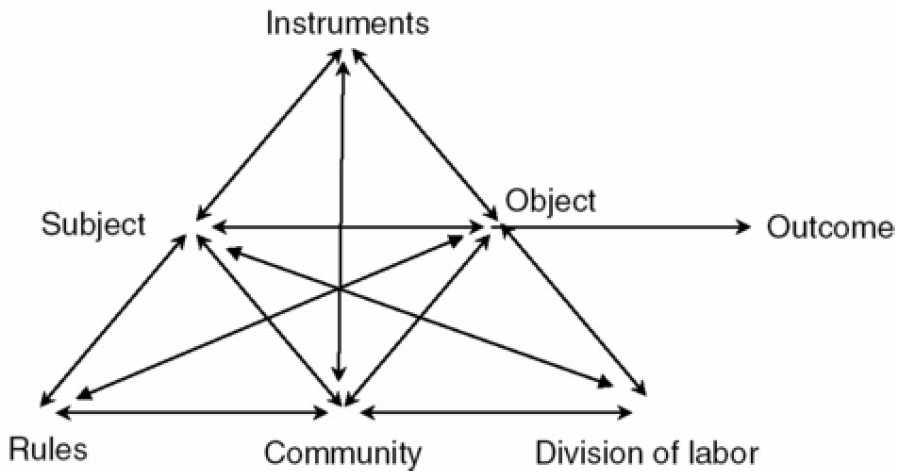 Instruments
Subject
Object
Outcome
Rules
Community
Division of labor